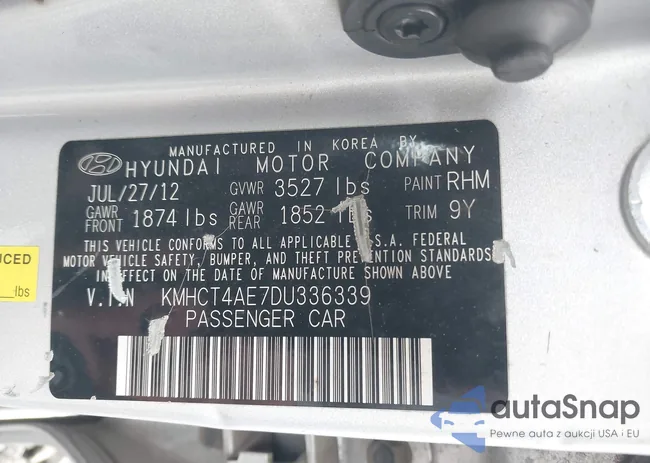 MANUFACTURED IN KOREA BY
HYUNDAI MOTOR COMPANY
JUL/27/12 GVWR 3527 lbs PAINT RHM
GAWR FRONT 1874 lbs GAWR REAR 1852 lbs TRIM 9Y
THIS VEHICLE CONFORMS TO ALL APPLICABLE U.S.A. FEDERAL
MOTOR VEHICLE SAFETY, BUMPER, AND THEFT PREVENTION STANDARDS
IN EFFECT ON THE DATE OF MANUFACTURE SHOWN ABOVE
V.I.N KMHCT4AE7DU336339
PASSENGER CAR
UCED
lbs
autaSnap
Pewne auta z aukcji USA i EU